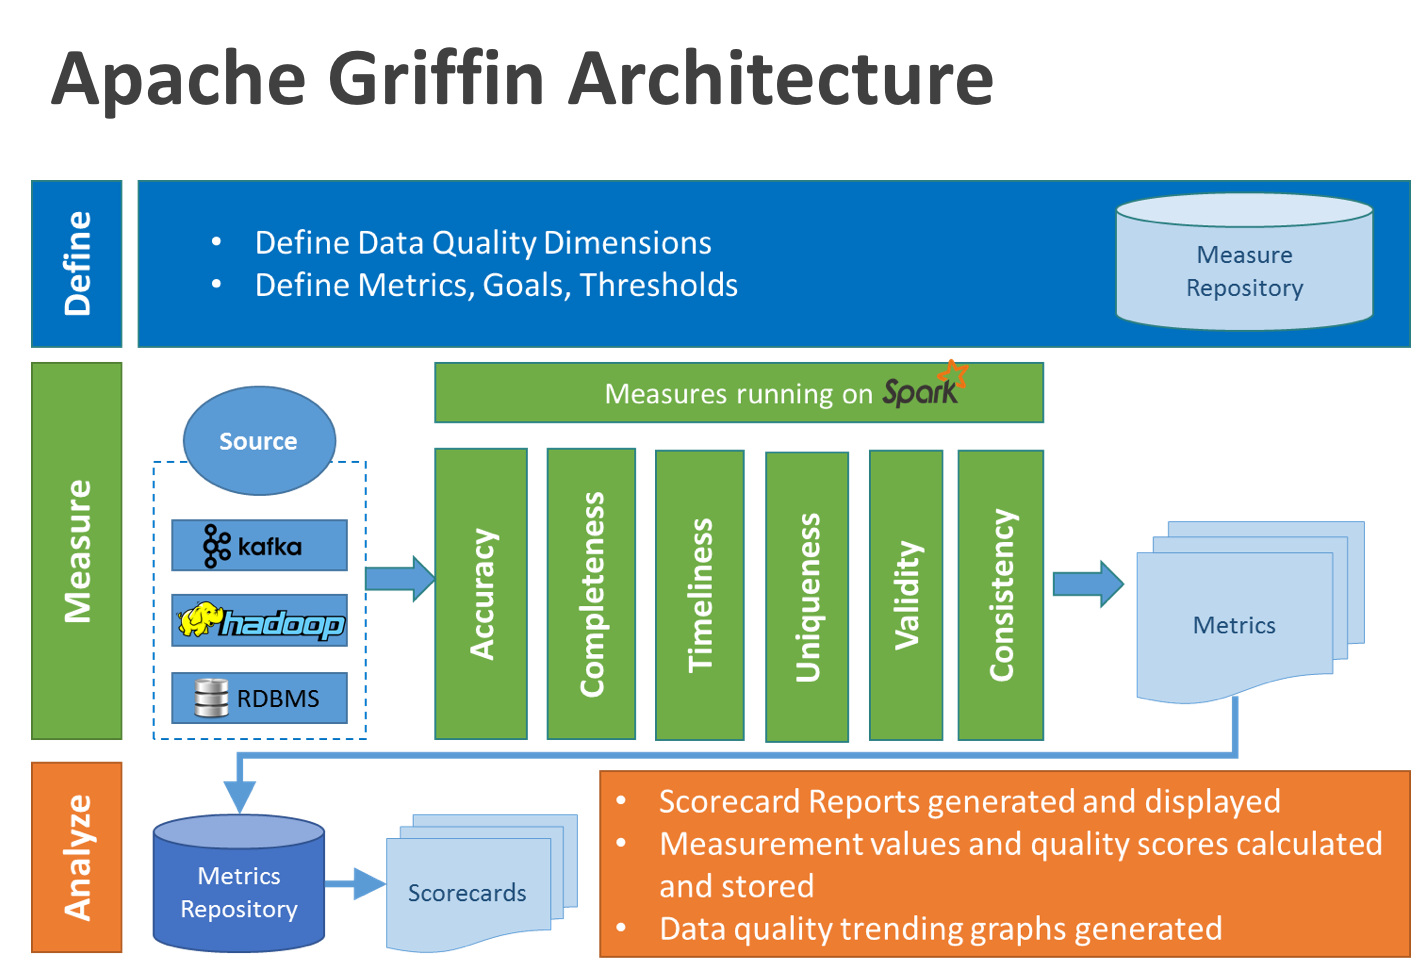 Apache Griffin Architecture
Define
• Define Data Quality Dimensions
• Define Metrics, Goals, Thresholds
Measure
Repository
Measure
Source
kafka
hadoop
RDBMS
Measures running on Spark
Accuracy
Completeness
Timeliness
Uniqueness
Validity
Consistency
Metrics
Analyze
Metrics
Repository
Scorecards
• Scorecard Reports generated and displayed
• Measurement values and quality scores calculated
and stored
• Data quality trending graphs generated